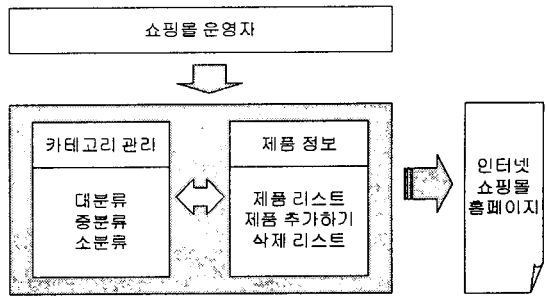 쇼핑몰 운영자
카테고리 관라
대분류
중분류
소분류
제품 정보
제품 리스트
제품 추가하기
삭제 리스트
인터넷
쇼핑몰
홈페이지